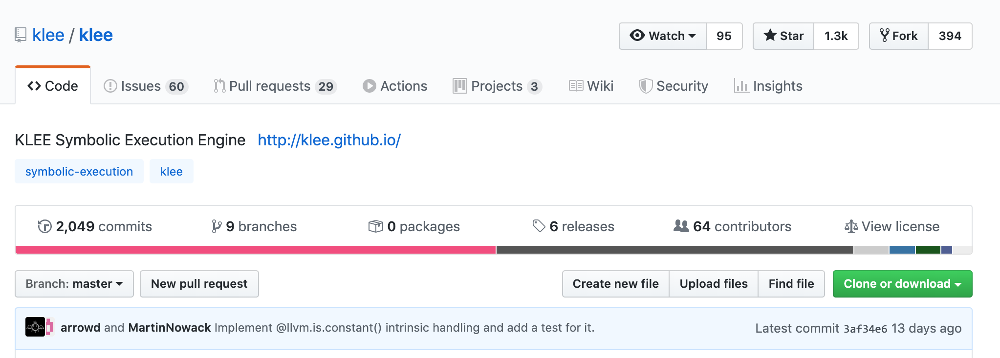 klee / klee
Watch 95 Star 1.3k Fork 394
Code Issues 60 Pull requests 29 Actions Projects 3 Wiki Security Insights
KLEE Symbolic Execution Engine http://klee.github.io/
symbolic-execution klee
2,049 commits 9 branches 0 packages 6 releases 64 contributors View license
Branch: master New pull request Create new file Upload files Find file Clone or download
arrowd and MartinNowack Implement @llvm.is.constant() intrinsic handling and add a test for it. Latest commit 3af34e6 13 days ago